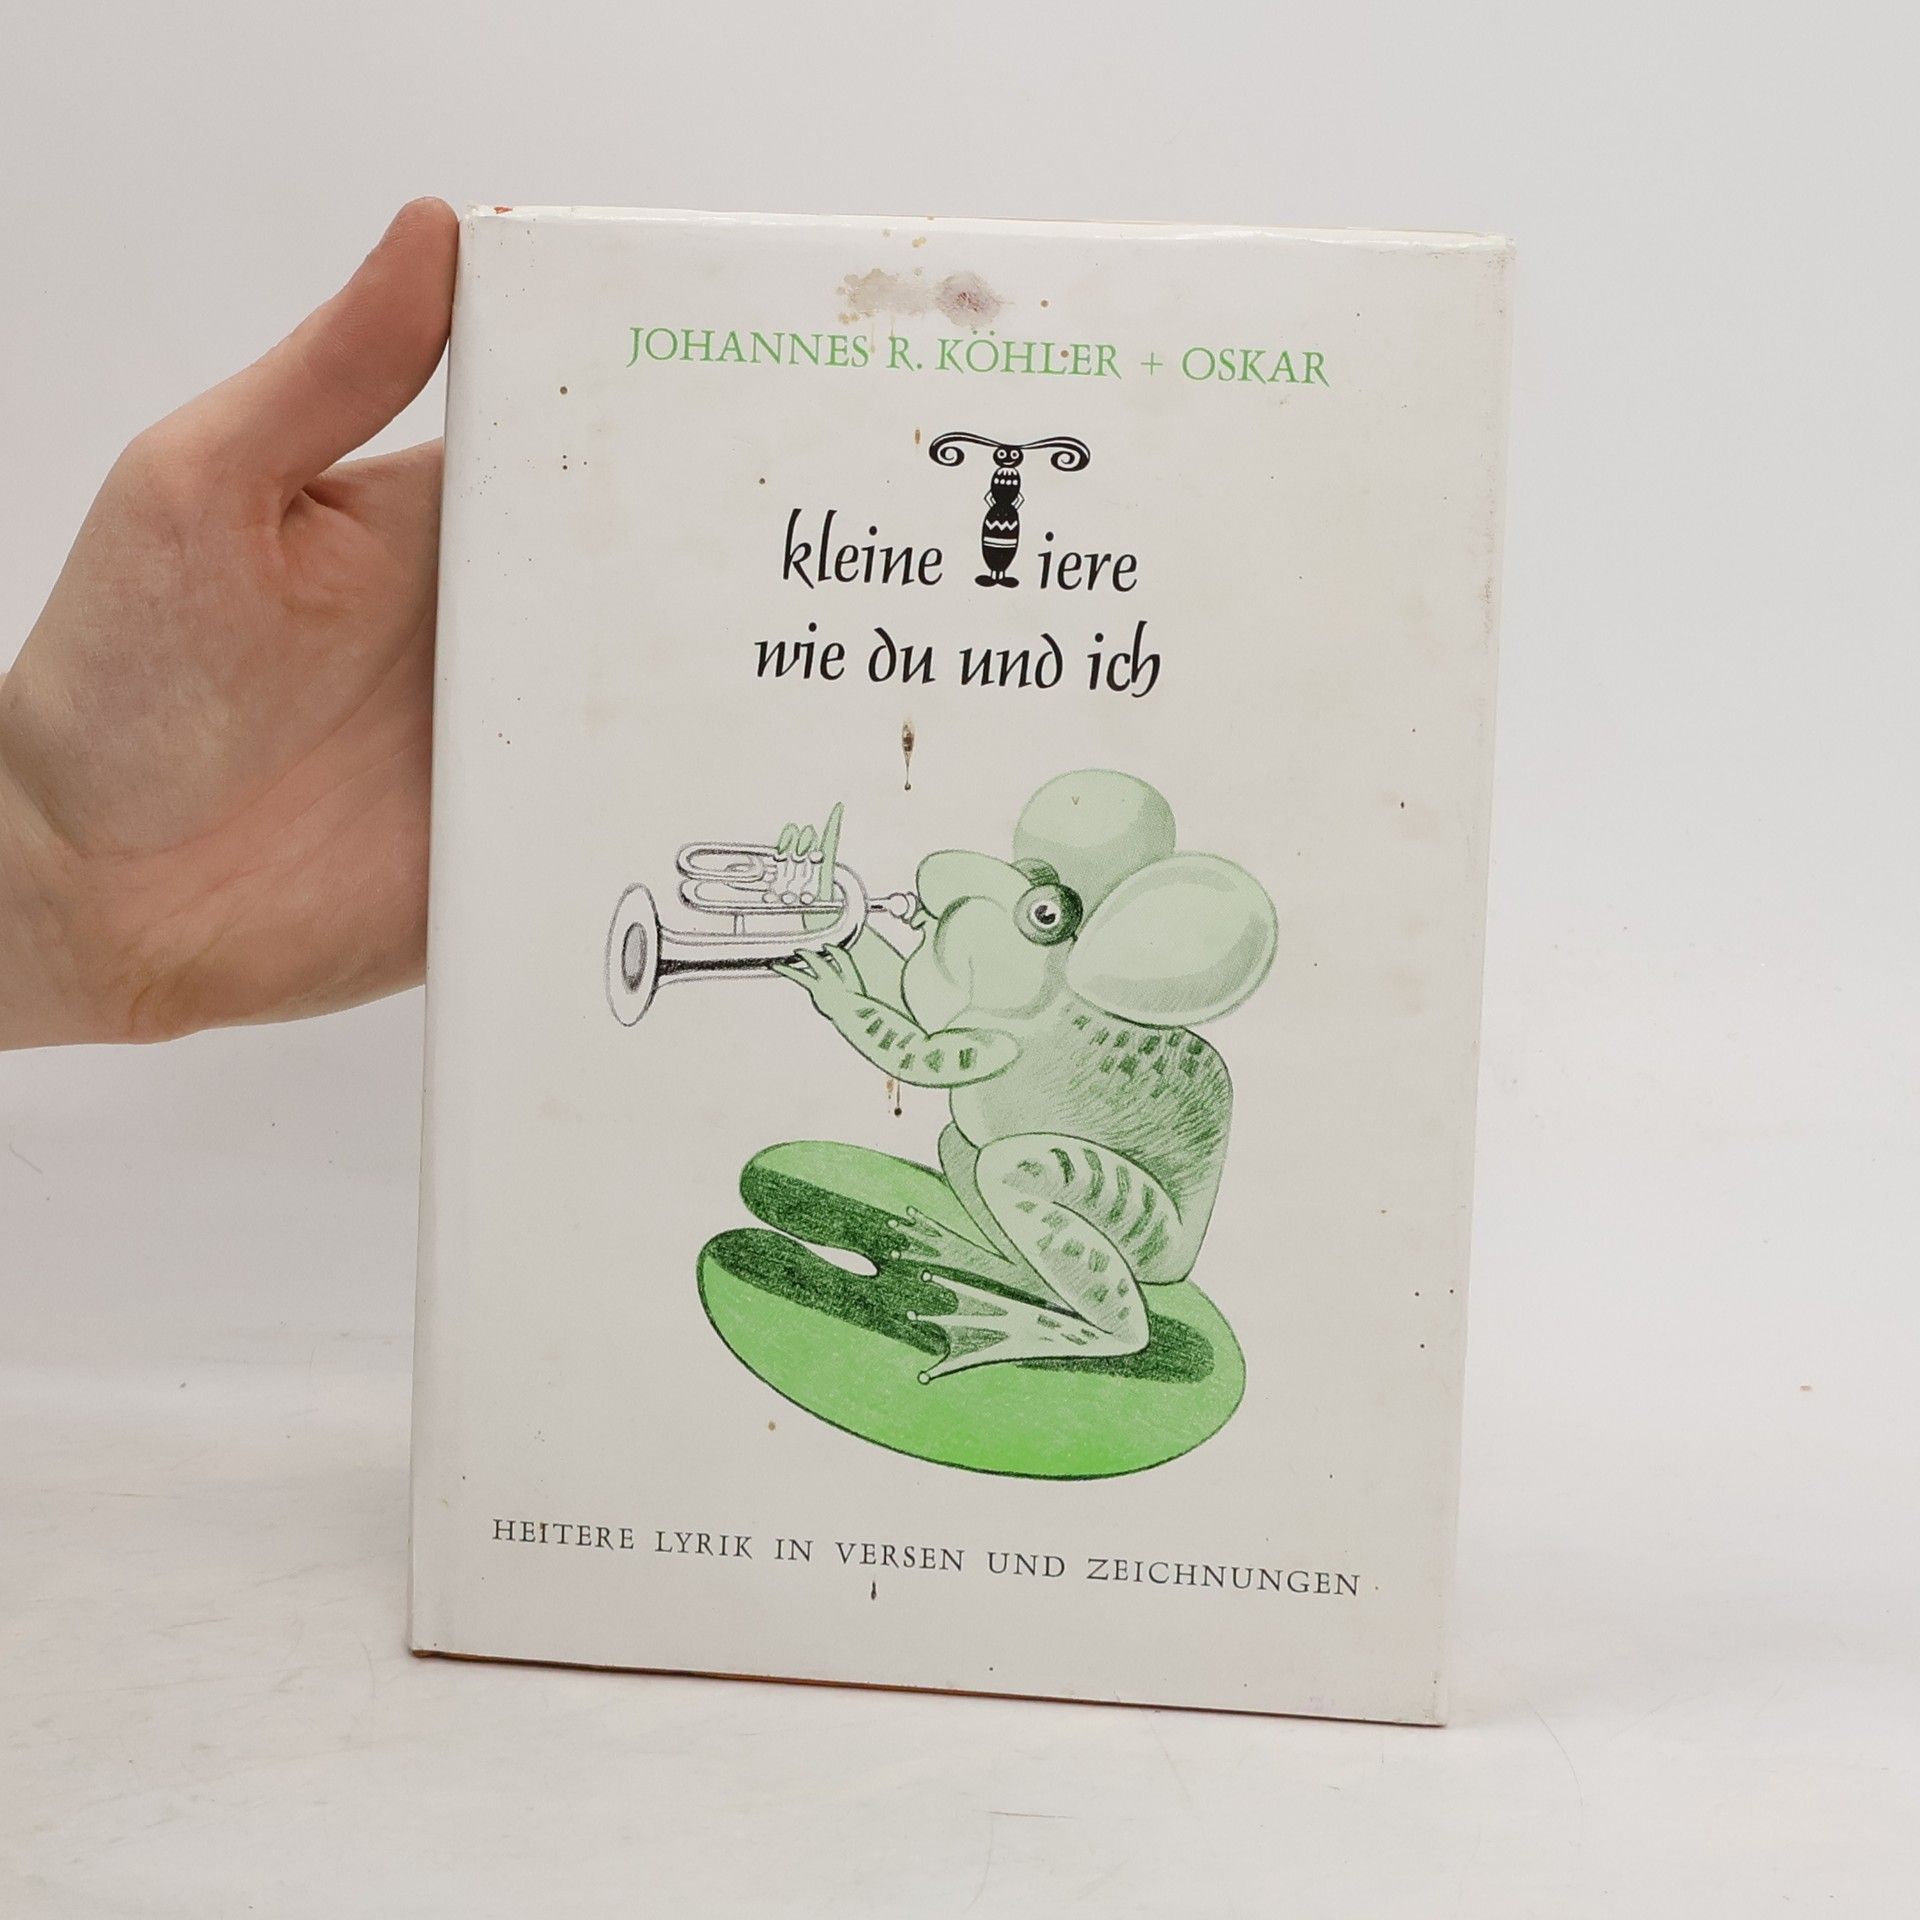 JOHANNES R. KÖHLER + OSKAR
kleine Tiere
wie du und ich
HEITERE LYRIK IN VERSEN UND ZEICHNUNGEN